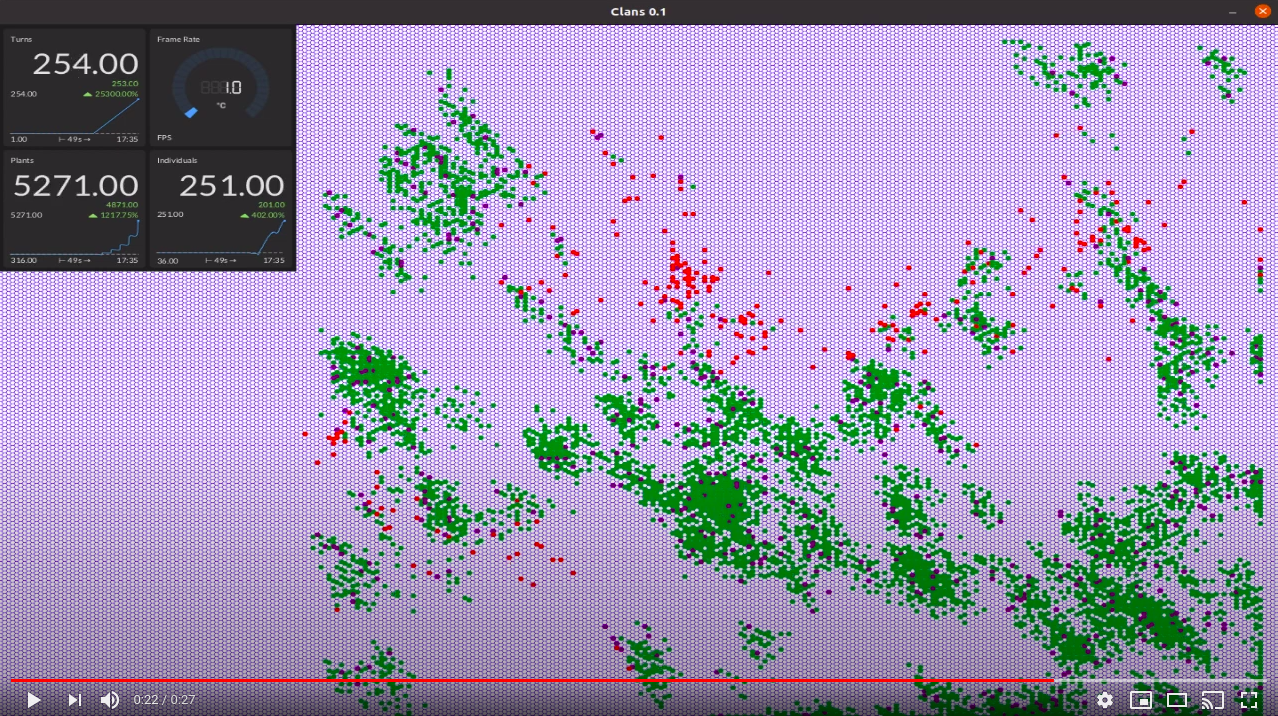 Clans 0.1
Turns
254.00
253.00
254.00
25300.00%
1.00
49s
17:35
Frame Rate
1.0
°C
FPS
Plants
5271.00
4871.00
5271.00
1217.75%
316.00
49s
17:35
Individuals
251.00
201.00
251.00
402.00%
36.00
49s
17:35
0:22 / 0:27